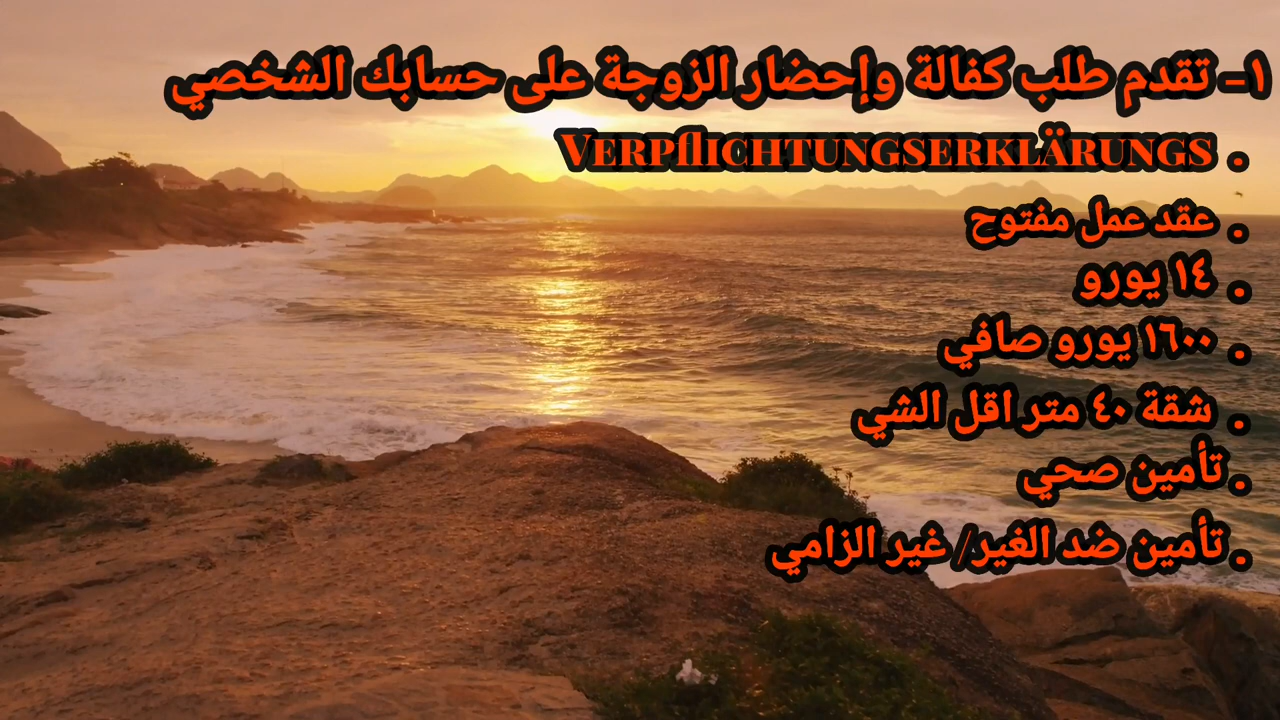 ١- تقدم طلب كفالة وإحضار الزوجة على حسابك الشخصي
. Verpflichtungserklärungs
. عقد عمل مفتوح
. ١٤ يورو
. ١٦٠٠ يورو صافي
. شقة ٤٠ متر اقل الشي
. تأمين صحي
. تأمين ضد الغير/ غير الزامي